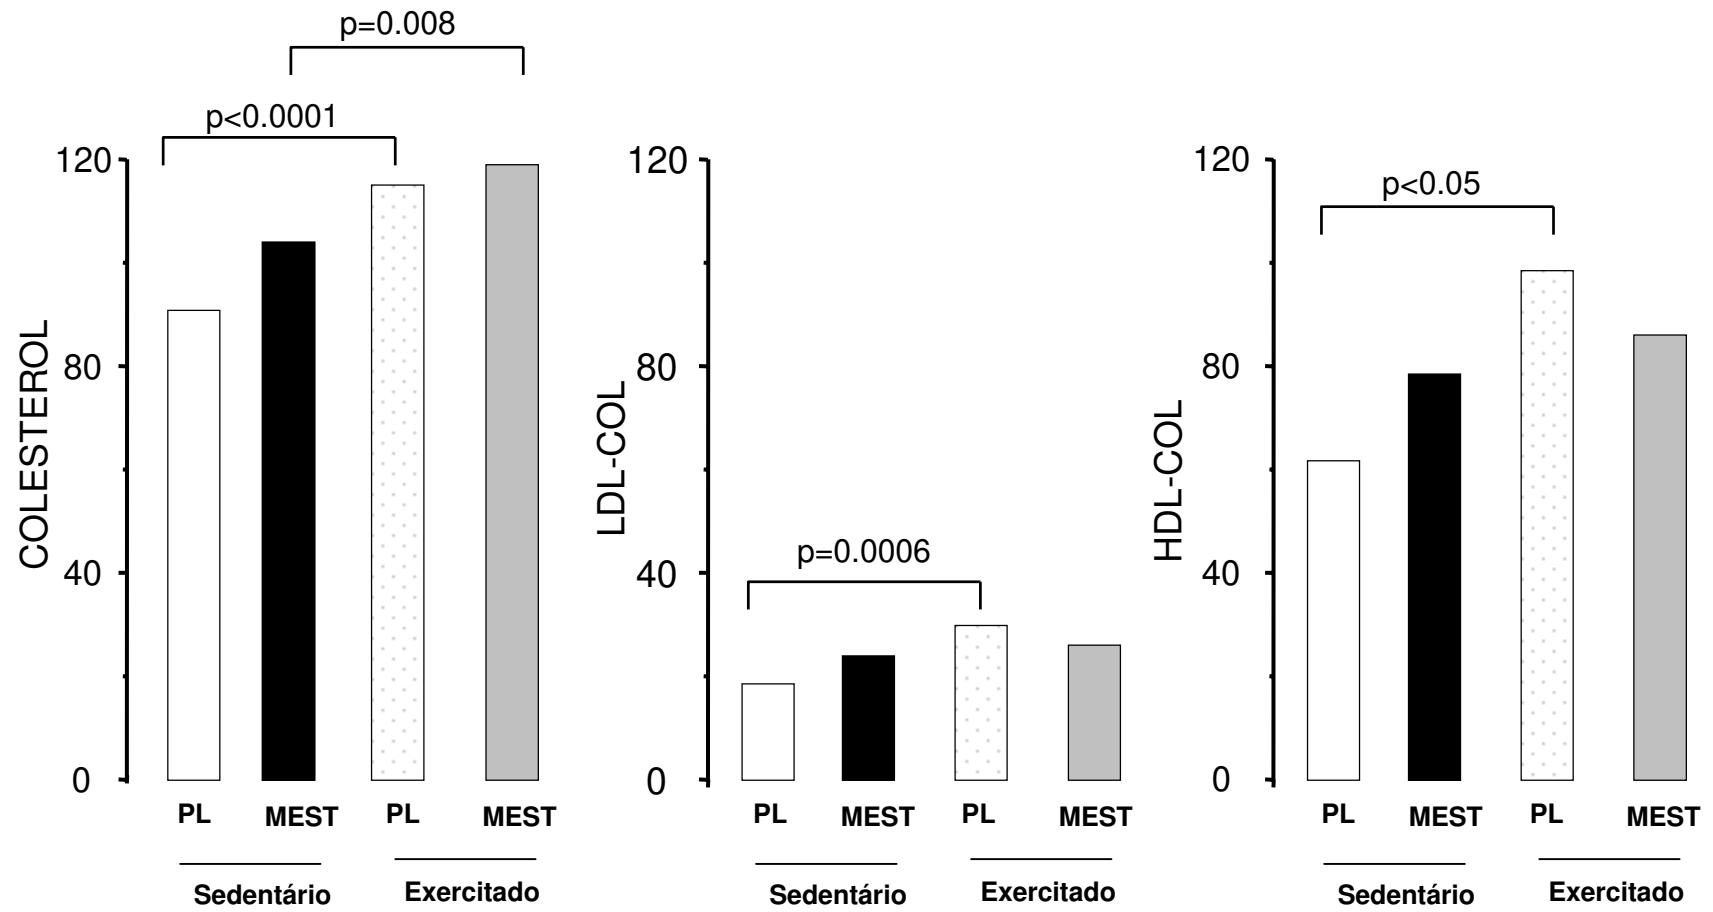 p=0.008
p<0.0001
COLESTEROL
120
80
40
0
PL MEST PL MEST
Sedentário Exercitado
LDL-COL
120
80
40
0
p=0.0006
PL MEST PL MEST
Sedentário Exercitado
HDL-COL
120
80
40
0
p<0.05
PL MEST PL MEST
Sedentário Exercitado